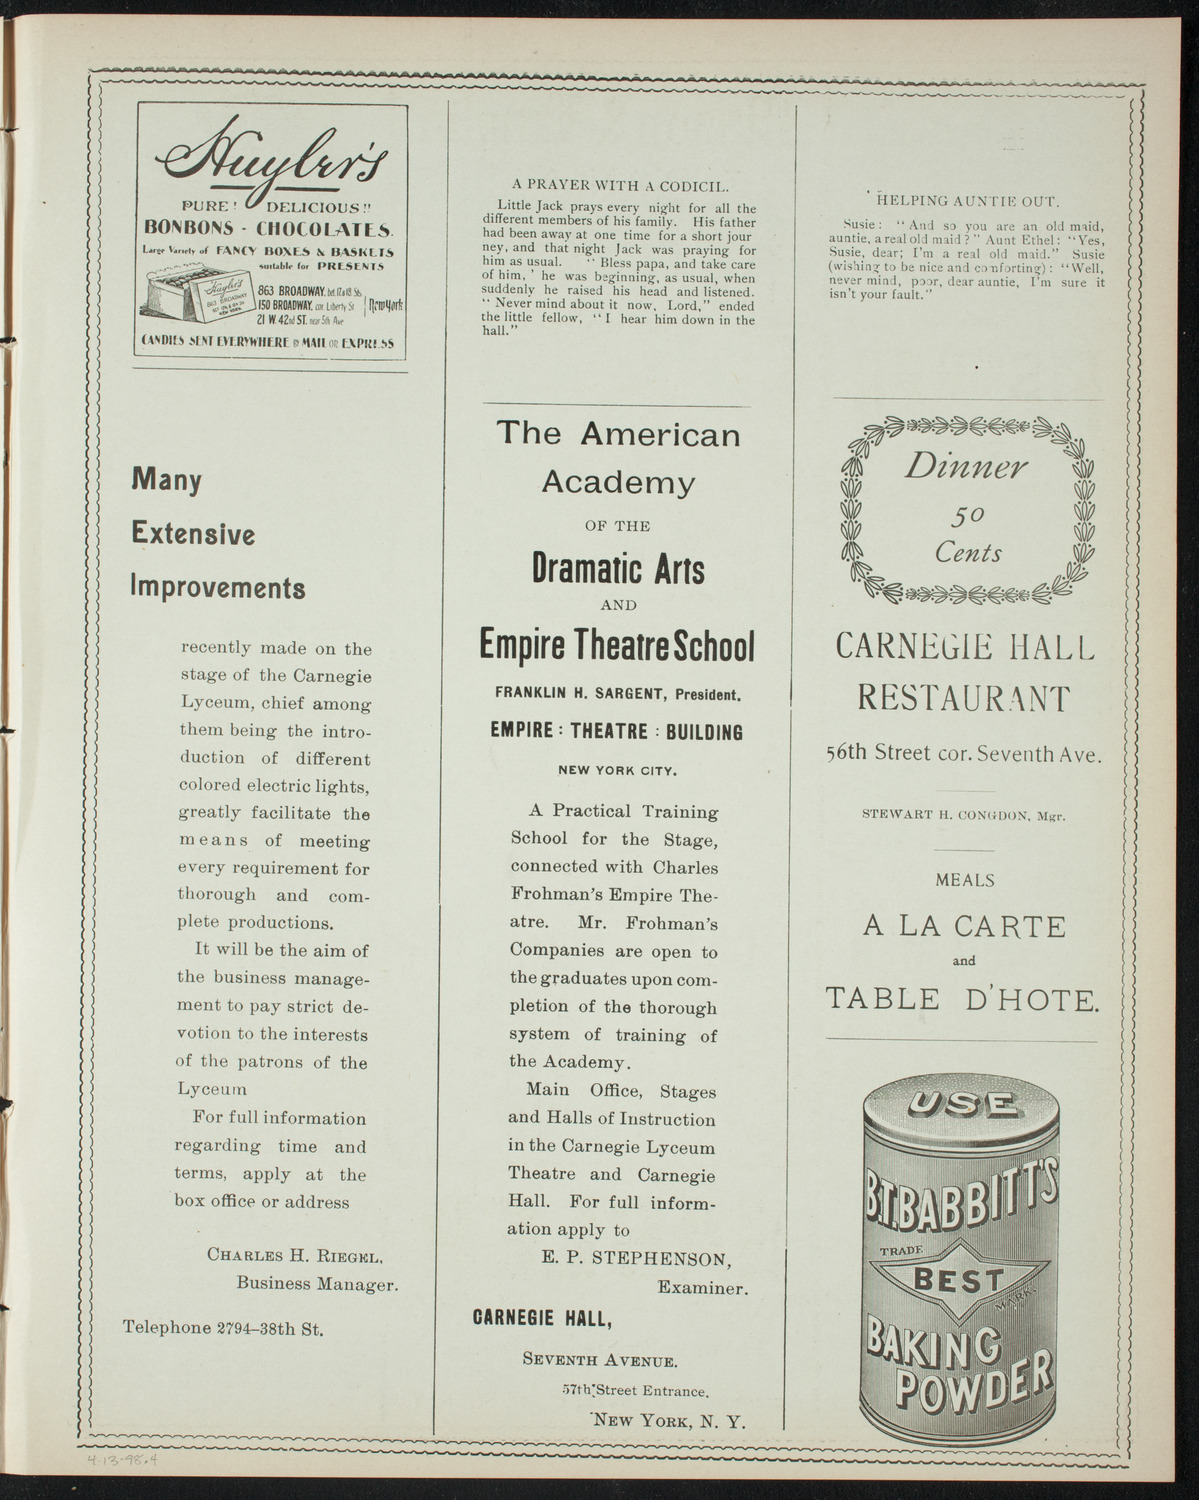 Huyler's
PURE! DELICIOUS!!
BONBONS - CHOCOLATES.
Large Variety of FANCY BOXES & BASKETS
suitable for PRESENTS
Huyler's
863 BROADWAY
NEW YORK
863 BROADWAY, bet. 17 & 18 Sts.
150 BROADWAY, cor. Liberty St
21 W. 42nd ST. near 5th Ave
New York
CANDIES SENT EVERYWHERE BY MAIL OR EXPRESS
Many
Extensive
Improvements
recently made on the
stage of the Carnegie
Lyceum, chief among
them being the intro-
duction of different
colored electric lights,
greatly facilitate the
means of meeting
every requirement for
thorough and com-
plete productions.
It will be the aim of
the business manage-
ment to pay strict de-
votion to the interests
of the patrons of the
Lyceum
For full information
regarding time and
terms, apply at the
box office or address
CHARLES H. RIEGEL,
Business Manager.
Telephone 2794–38th St.
A PRAYER WITH A CODICIL.
Little Jack prays every night for all the
different members of his family. His father
had been away at one time for a short jour
ney, and that night Jack was praying for
him as usual. "Bless papa, and take care
of him,' he was beginning, as usual, when
suddenly he raised his head and listened.
"Never mind about it now, Lord," ended
the little fellow, "I hear him down in the
hall."
The American
Academy
OF THE
Dramatic Arts
AND
Empire Theatre School
FRANKLIN H. SARGENT, President.
EMPIRE : THEATRE : BUILDING
NEW YORK CITY.
A Practical Training
School for the Stage,
connected with Charles
Frohman's Empire The-
atre. Mr. Frohman's
Companies are open to
the graduates upon com-
pletion of the thorough
system of training of
the Academy.
Main Office, Stages
and Halls of Instruction
in the Carnegie Lyceum
Theatre and Carnegie
Hall. For full inform-
ation apply to
E. P. STEPHENSON,
Examiner.
CARNEGIE HALL,
SEVENTH AVENUE.
57th Street Entrance.
NEW YORK, N. Y.
HELPING AUNTIE OUT.
Susie: "And so you are an old maid,
auntie, a real old maid?" Aunt Ethel: "Yes,
Susie, dear; I'm a real old maid." Susie
(wishing to be nice and comforting): "Well,
never mind, poor, dear auntie, I'm sure it
isn't your fault."
Dinner
50
Cents
CARNEGIE HALL
RESTAURANT
56th Street cor. Seventh Ave.
STEWART H. CONGDON, Mgr.
MEALS
A LA CARTE
and
TABLE D'HOTE.
USE
B.T. BABBITT'S
TRADE
BEST
MARK.
BAKING
POWDER
4-13-98.4